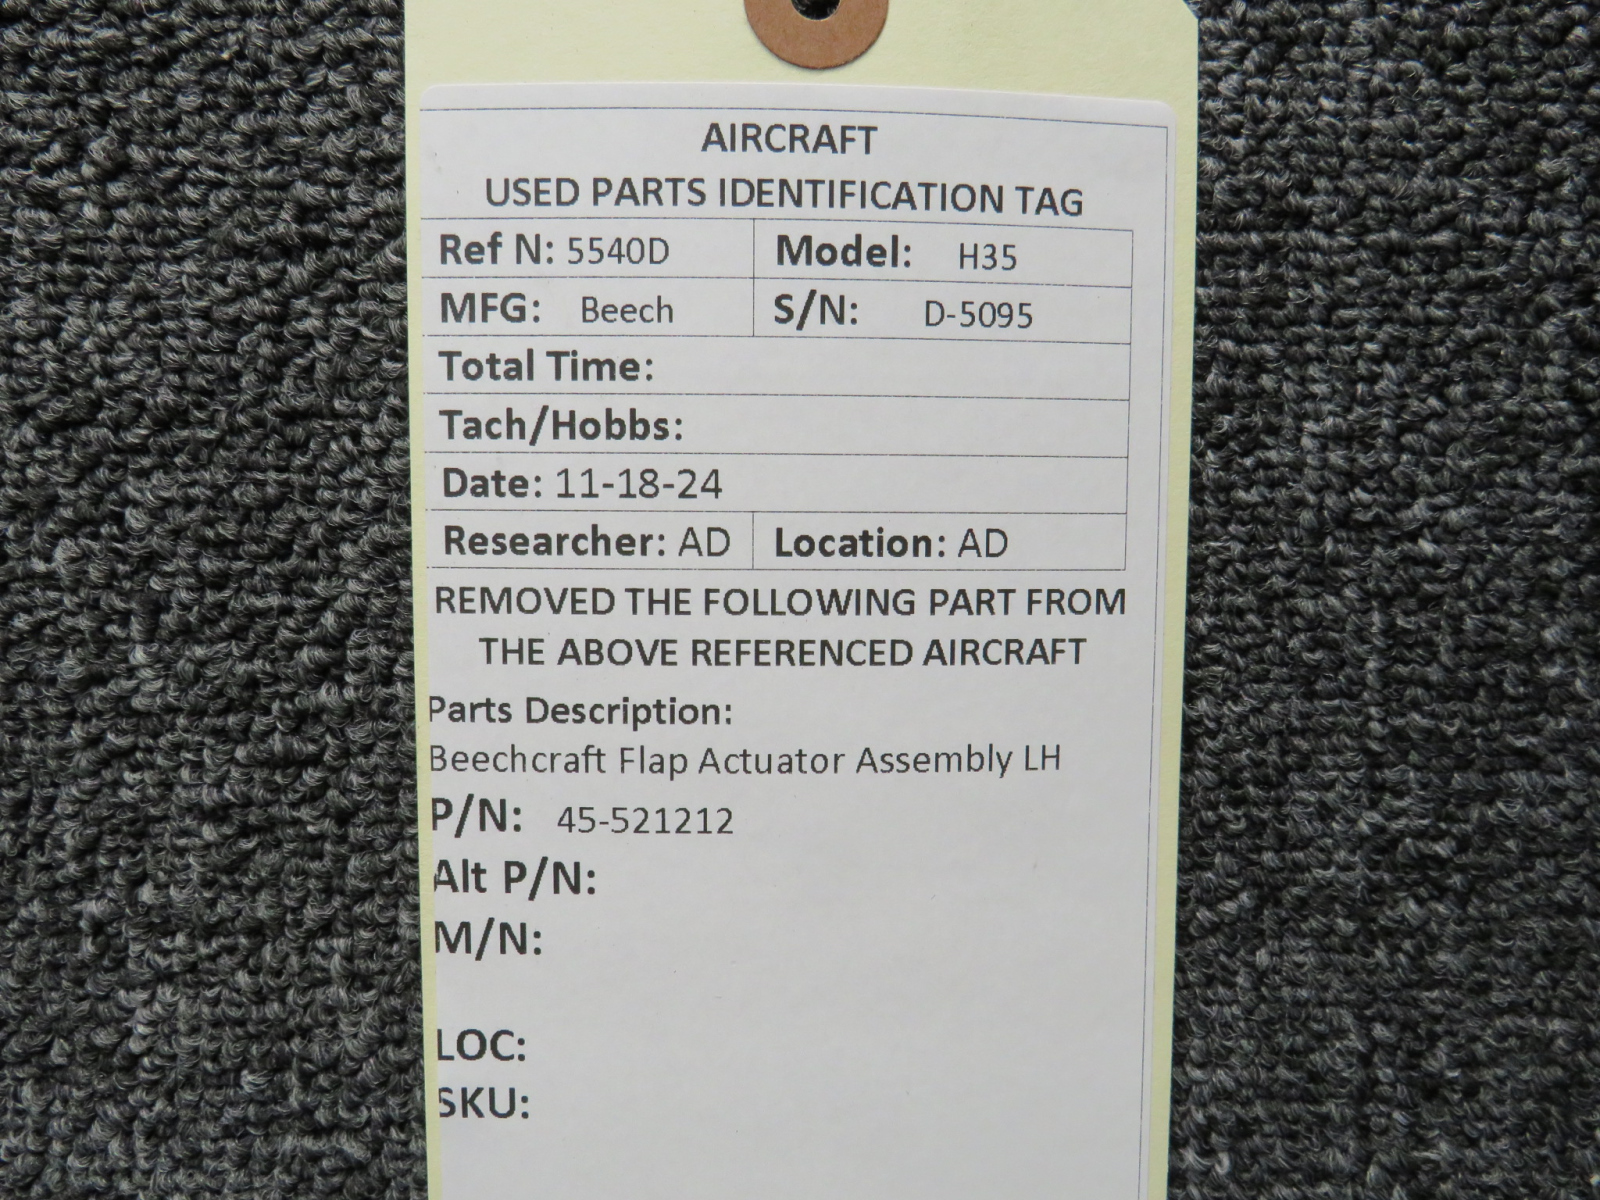 AIRCRAFT
USED PARTS IDENTIFICATION TAG
Ref N: 5540D Model: H35
MFG: Beech S/N: D-5095
Total Time:
Tach/Hobbs:
Date: 11-18-24
Researcher: AD Location: AD
REMOVED THE FOLLOWING PART FROM
THE ABOVE REFERENCED AIRCRAFT
Parts Description:
Beechcraft Flap Actuator Assembly LH
P/N: 45-521212
Alt P/N:
M/N:
LOC:
SKU: